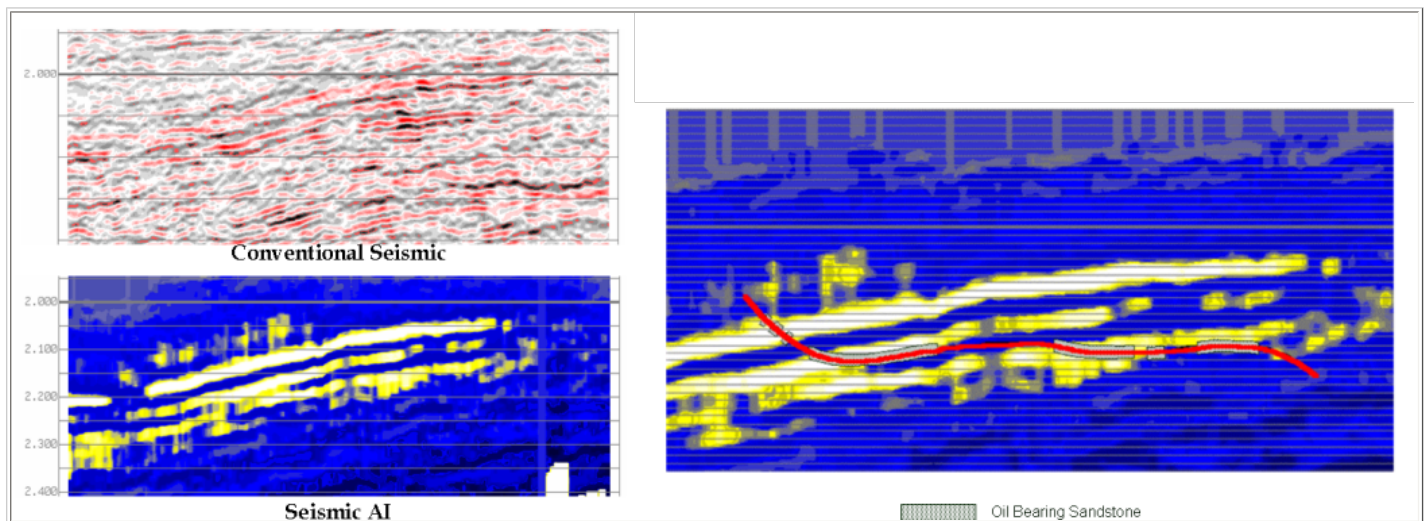 2.000
Conventional Seismic
2.000
2.100
2.200
2.300
2.400
Seismic AI
Oil Bearing Sandstone